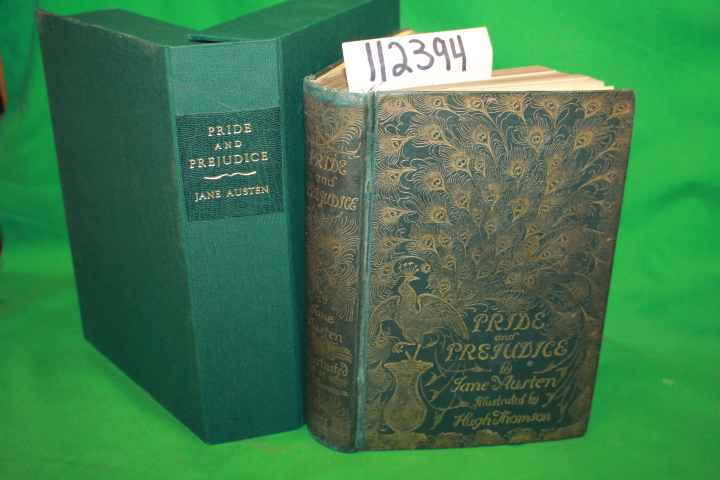 112394
PRIDE
AND
PREJUDICE
JANE AUSTEN
PRIDE
and
PREJUDICE
Jane
Austen
PRIDE
and
PREJUDICE
by
Jane Austen
Illustrated by
Hugh Thomson